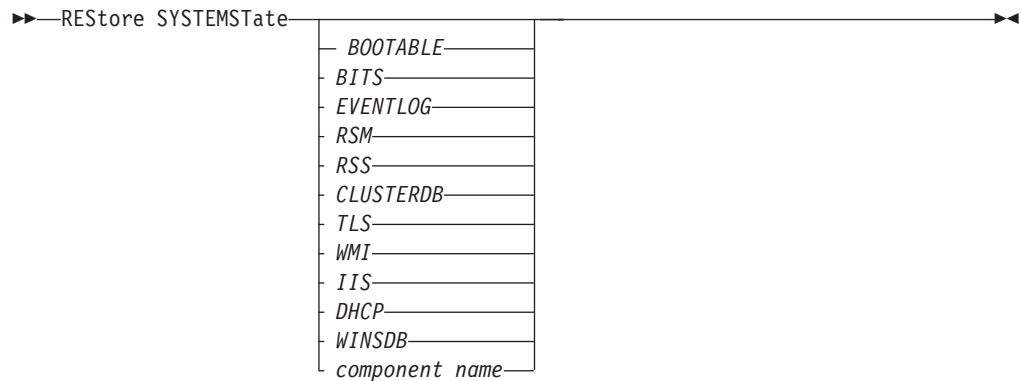 REStore SYSTEMSTate
BOOTABLE
BITS
EVENTLOG
RSM
RSS
CLUSTERDB
TLS
WMI
IIS
DHCP
WINSDB
component name